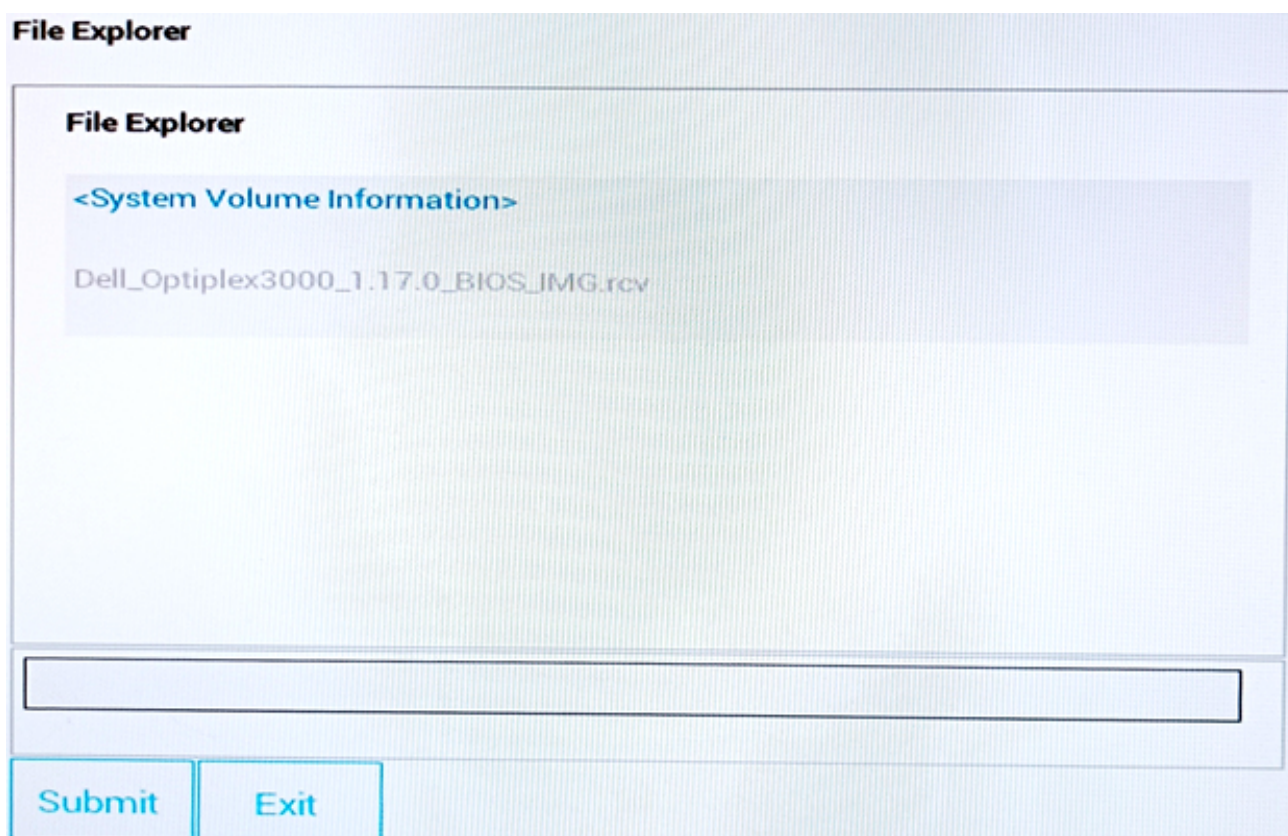 File Explorer
File Explorer
<System Volume Information>
Dell_Optiplex3000_1.17.0_BIOS_IMG.rcv
Submit
Exit